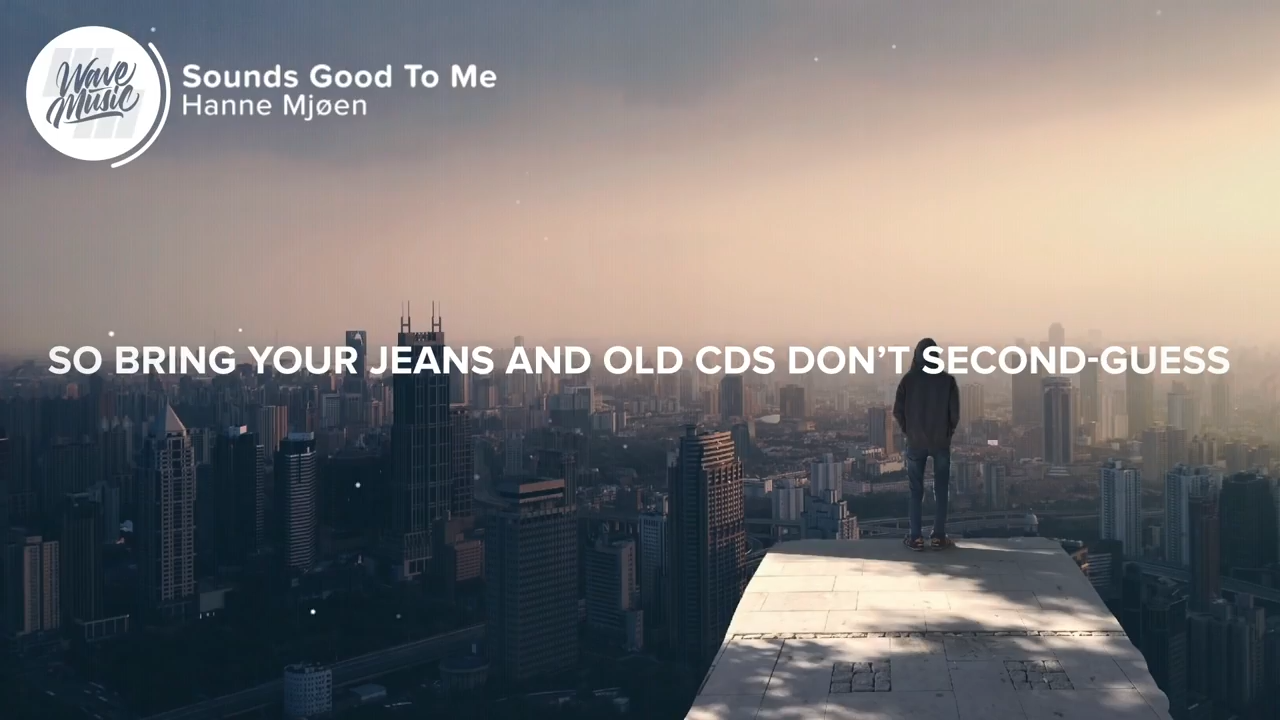 Wave
Music
Sounds Good To Me
Hanne Mjøen
SO BRING YOUR JEANS AND OLD CDS DON'T SECOND-GUESS